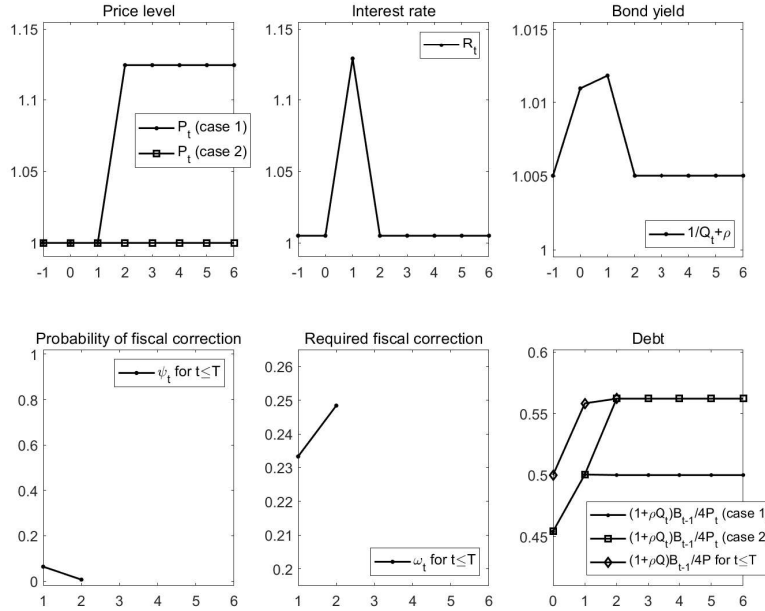 Price level
Interest rate
Bond yield
1.15
1.1
1.05
1
P_t (case 1)
P_t (case 2)
-1 0 1 2 3 4 5 6
1.15
1.1
1.05
1
R_t
-1 0 1 2 3 4 5 6
1.015
1.01
1.005
1
1/Q_t+ρ
-1 0 1 2 3 4 5 6
Probability of fiscal correction
Required fiscal correction
Debt
1
0.8
0.6
0.4
0.2
0
ψ_t for t≤T
1 2 3 4 5 6
0.26
0.25
0.24
0.23
0.22
0.21
0.2
ω_t for t≤T
1 2 3 4 5 6
0.6
0.55
0.5
0.45
(1+ρQ_t)B_{t-1}/4P_t (case 1
(1+ρQ_t)B_{t-1}/4P_t (case 2
(1+ρQ)B_{t-1}/4P for t≤T
0 1 2 3 4 5 6